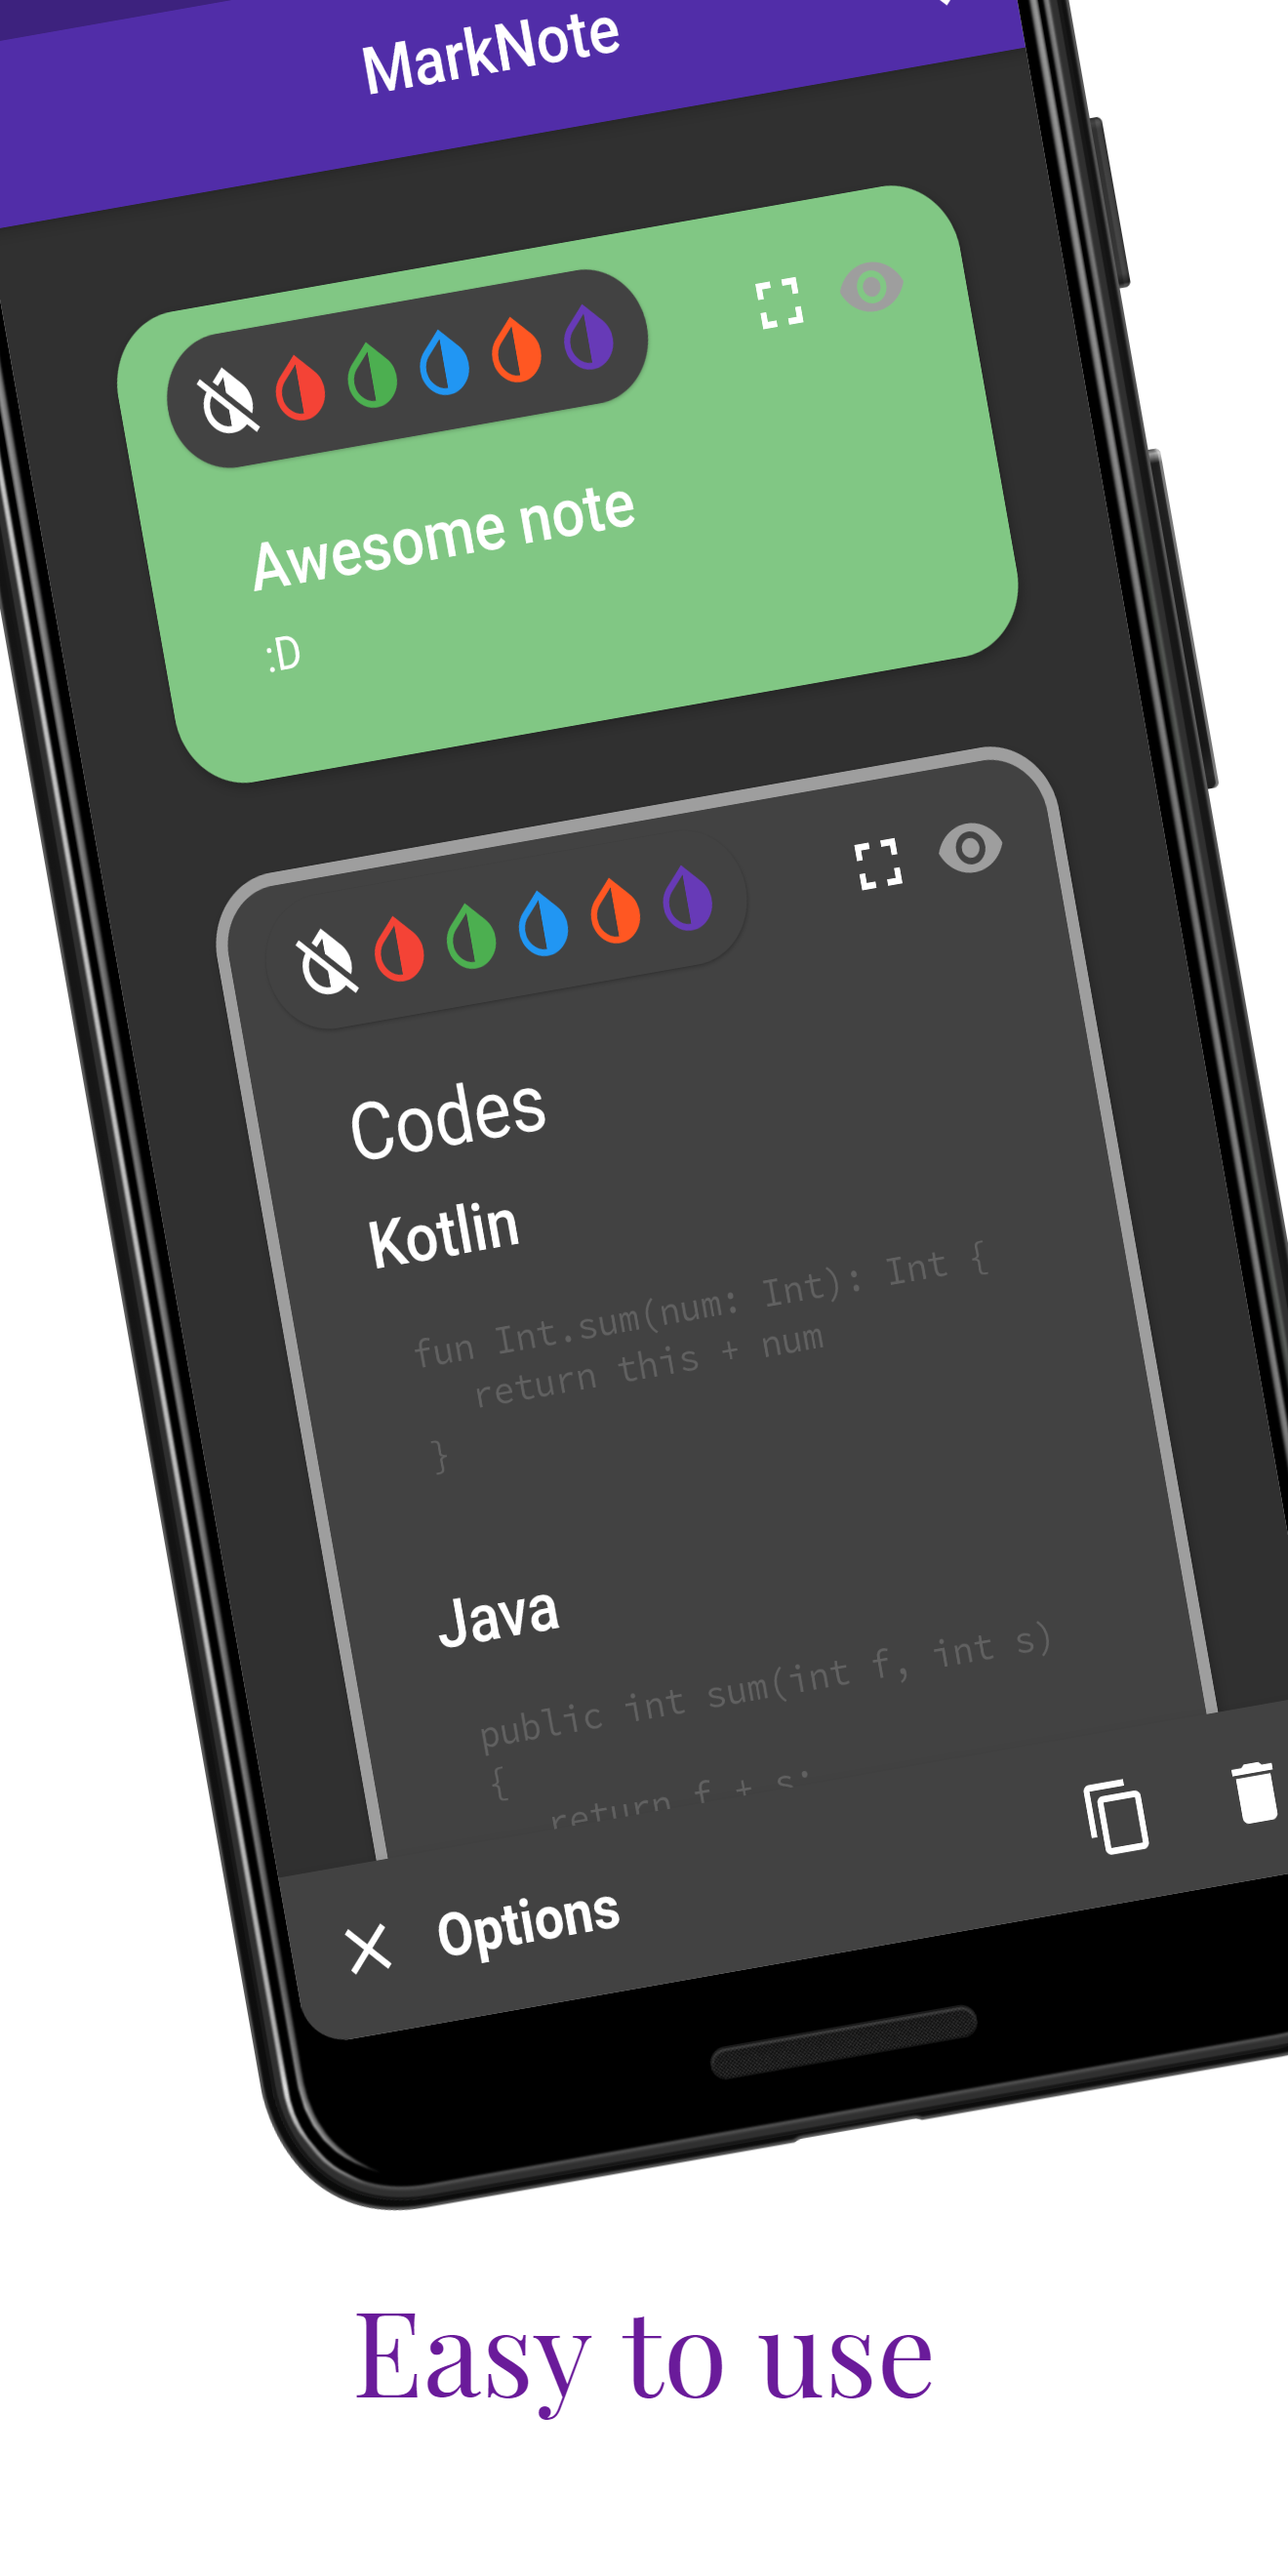 MarkNote
Awesome note
:D
Codes
Kotlin
fun Int.sum(num: Int): Int {
return this + num
}
Java
public int sum(int f, int s)
{
return f + s;
Options
Easy to use